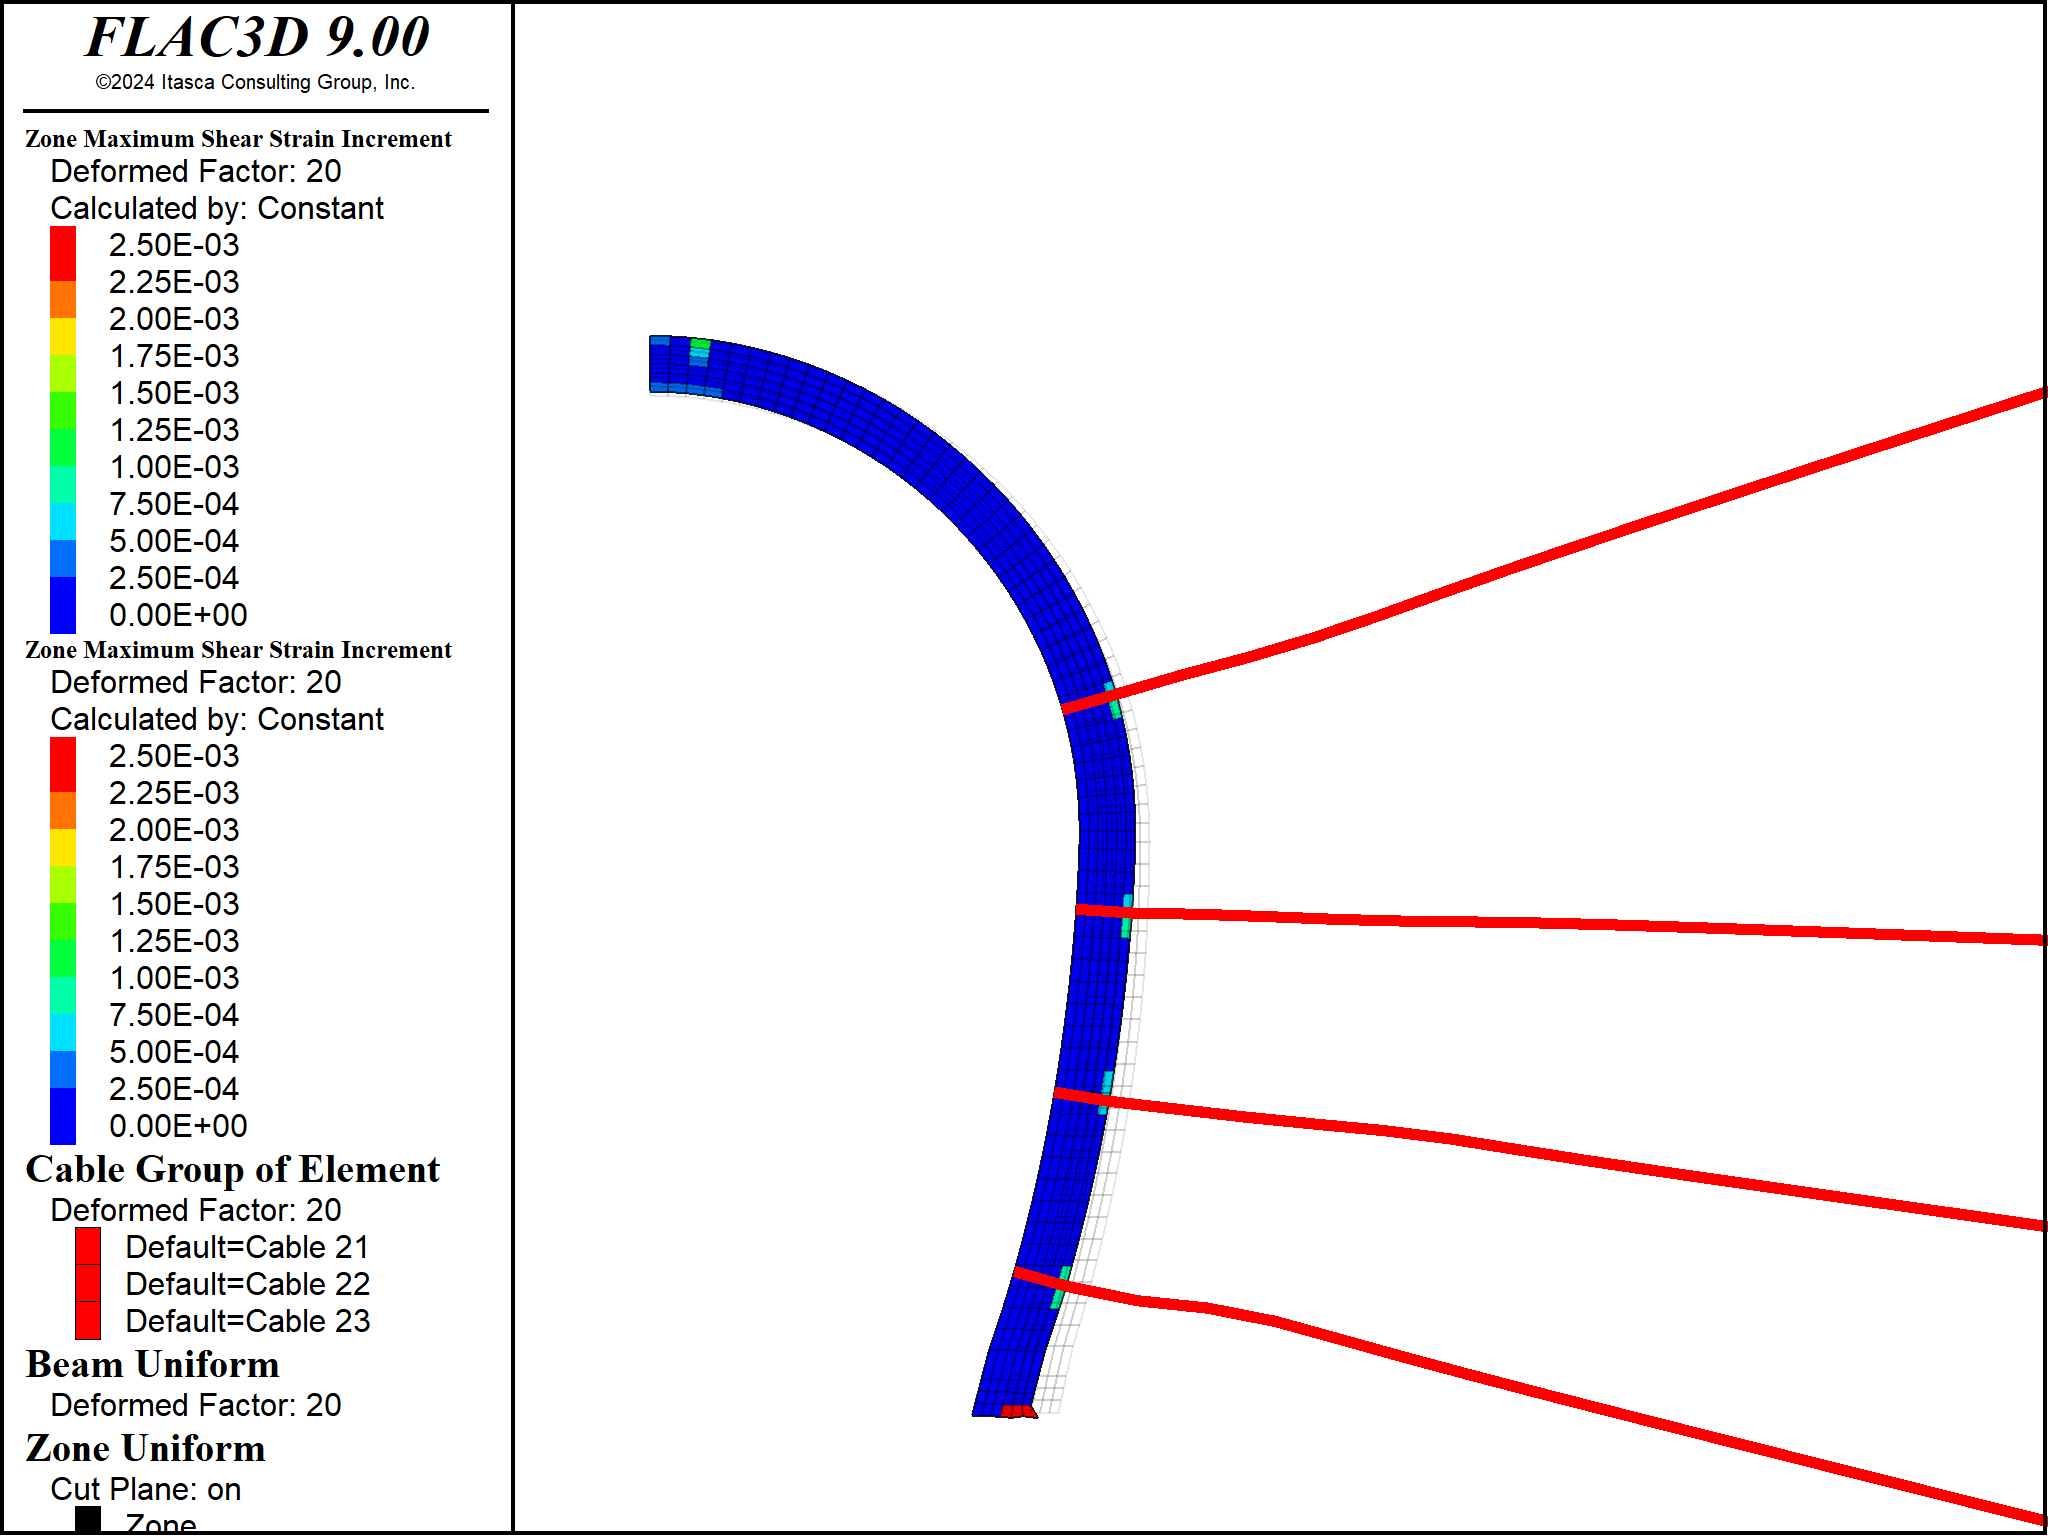 FLAC3D 9.00
©2024 Itasca Consulting Group, Inc.
Zone Maximum Shear Strain Increment
Deformed Factor: 20
Calculated by: Constant
2.50E-03
2.25E-03
2.00E-03
1.75E-03
1.50E-03
1.25E-03
1.00E-03
7.50E-04
5.00E-04
2.50E-04
0.00E+00
Zone Maximum Shear Strain Increment
Deformed Factor: 20
Calculated by: Constant
2.50E-03
2.25E-03
2.00E-03
1.75E-03
1.50E-03
1.25E-03
1.00E-03
7.50E-04
5.00E-04
2.50E-04
0.00E+00
Cable Group of Element
Deformed Factor: 20
Default=Cable 21
Default=Cable 22
Default=Cable 23
Beam Uniform
Deformed Factor: 20
Zone Uniform
Cut Plane: on
Zone